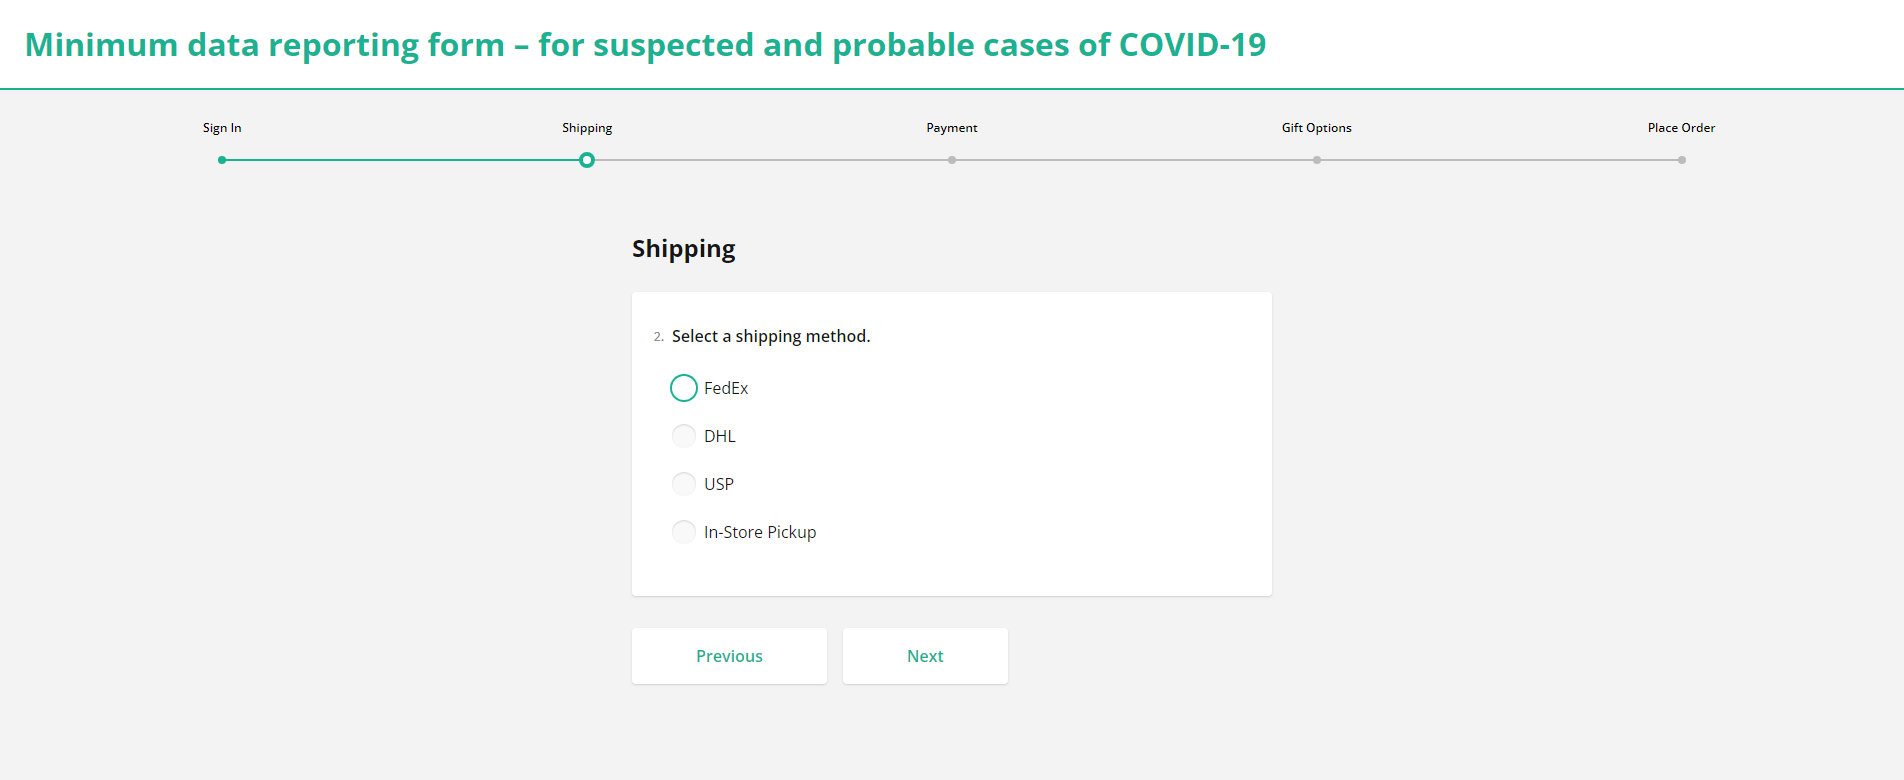 Minimum data reporting form – for suspected and probable cases of COVID-19
Sign In
Shipping
Payment
Gift Options
Place Order
Shipping
2. Select a shipping method.
FedEx
DHL
USP
In-Store Pickup
Previous
Next